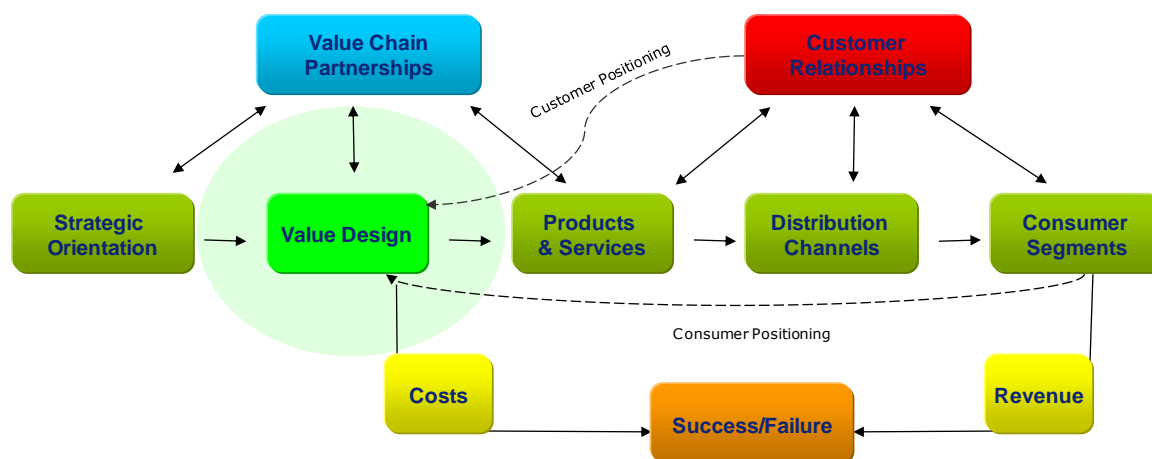 Value Chain
Partnerships
Customer
Relationships
Customer Positioning
Strategic
Orientation
Value Design
Products
& Services
Distribution
Channels
Consumer
Segments
Consumer Positioning
Costs
Revenue
Success/Failure